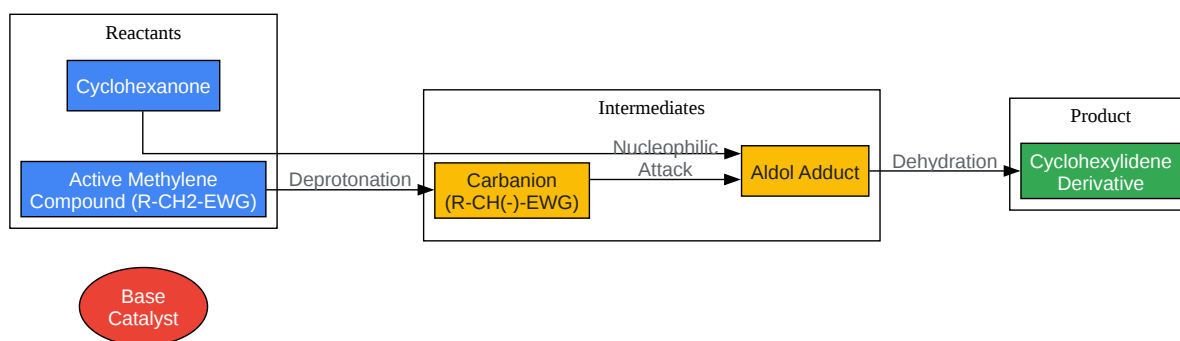 Reactants
Cyclohexanone
Active Methylene
Compound (R-CH2-EWG)
Deprotonation
Intermediates
Carbanion
(R-CH(-)-EWG)
Nucleophilic
Attack
Aldol Adduct
Dehydration
Product
Cyclohexylidene
Derivative
Base
Catalyst